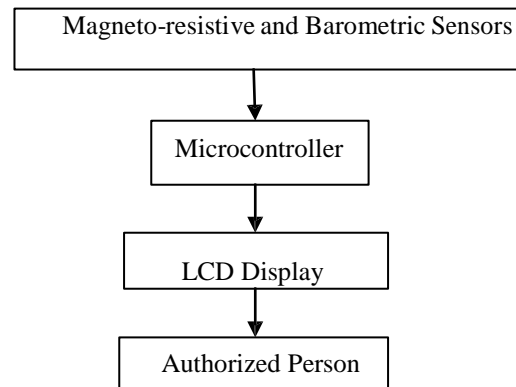 Magneto-resistive and Barometric Sensors
Microcontroller
LCD Display
Authorized Person